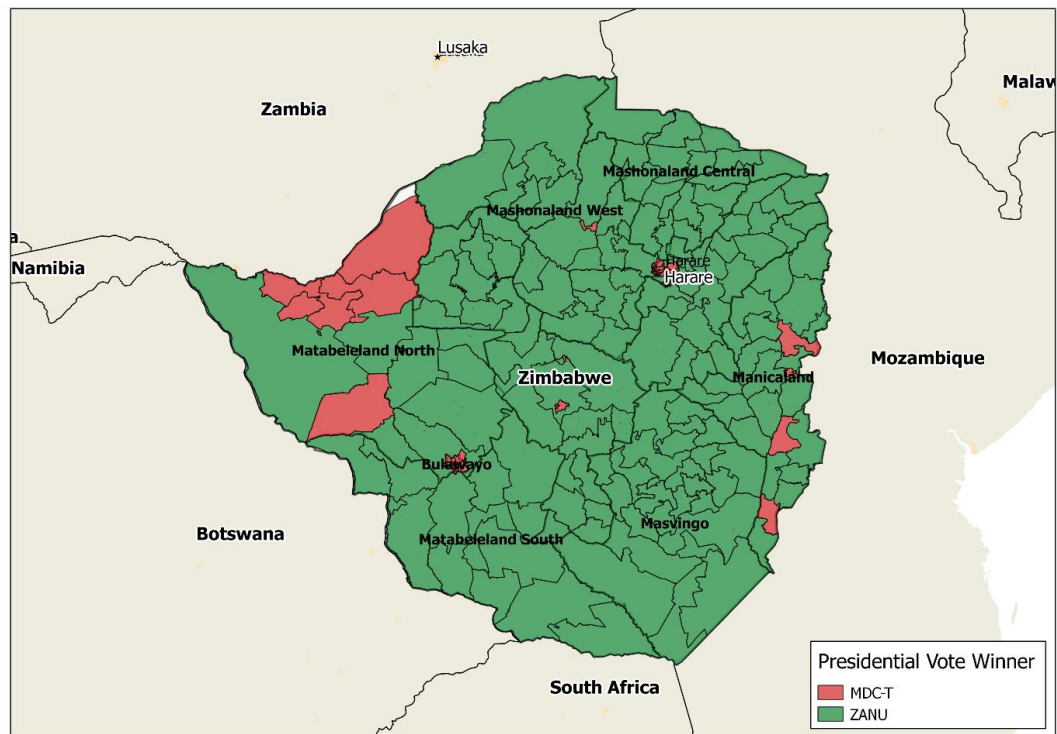 Lusaka
Malaw
Zambia
Mashonaland Central
Mashonaland West
a
Namibia
Harare
Harare
Matabeleland North
Mozambique
Zimbabwe
Manicaland
Bulawayo
Masvingo
Botswana
Matabeleland South
South Africa
Presidential Vote Winner
MDC-T
ZANU